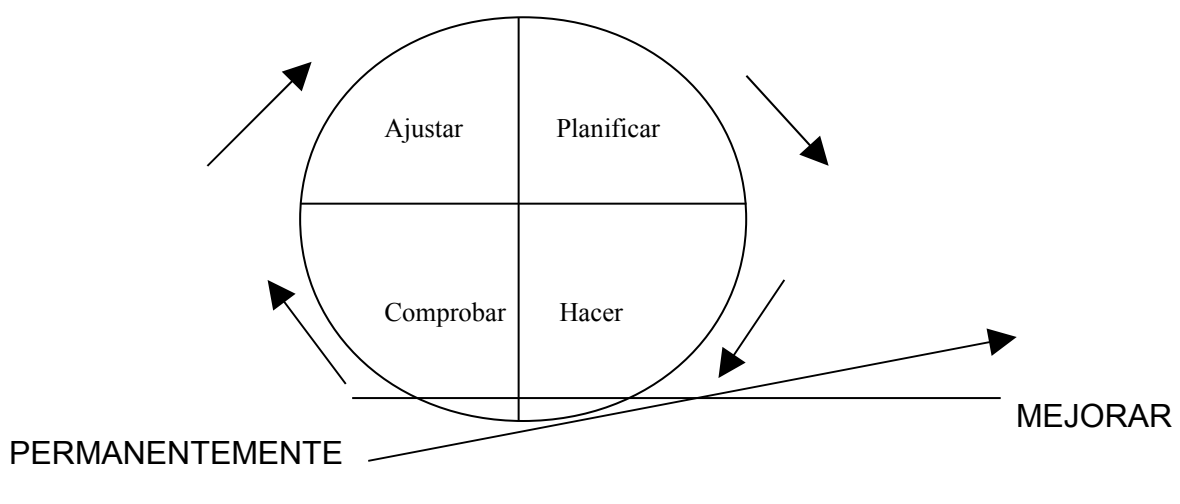 Ajustar Planificar
Comprobar Hacer
MEJORAR
PERMANENTEMENTE